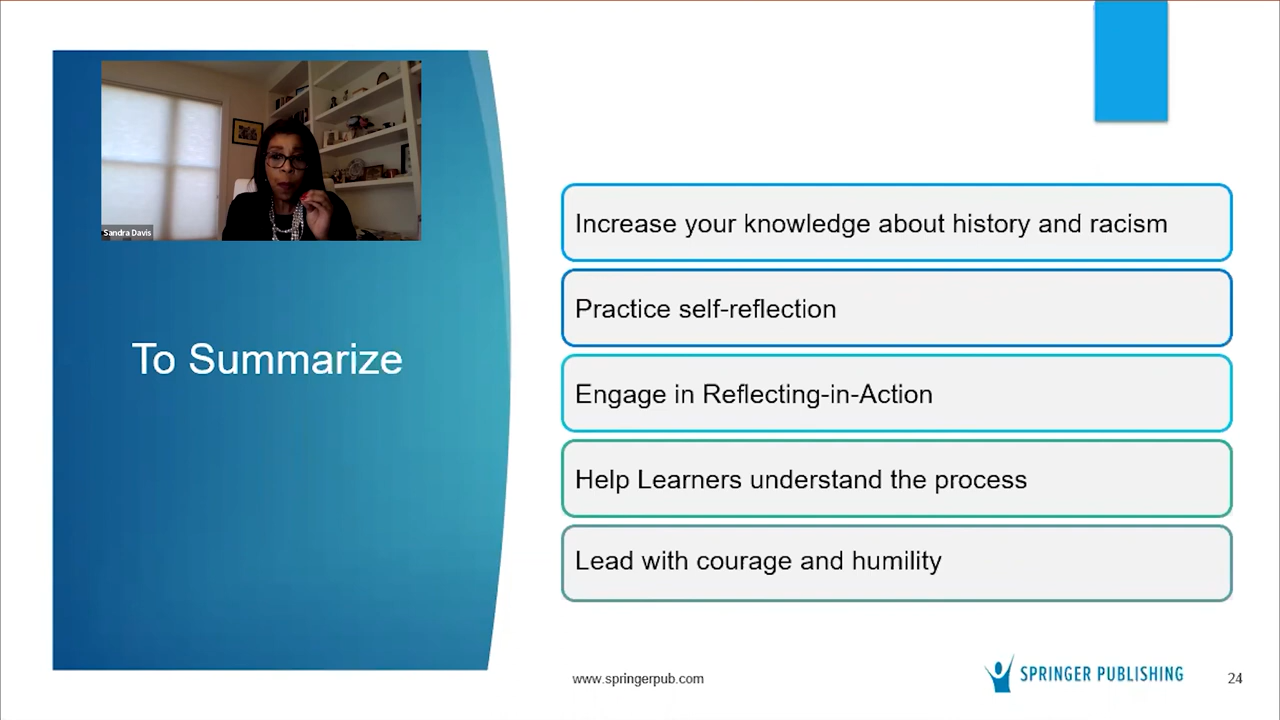 Sandra Davis
To Summarize
Increase your knowledge about history and racism
Practice self-reflection
Engage in Reflecting-in-Action
Help Learners understand the process
Lead with courage and humility
www.springerpub.com
SPRINGER PUBLISHING
24